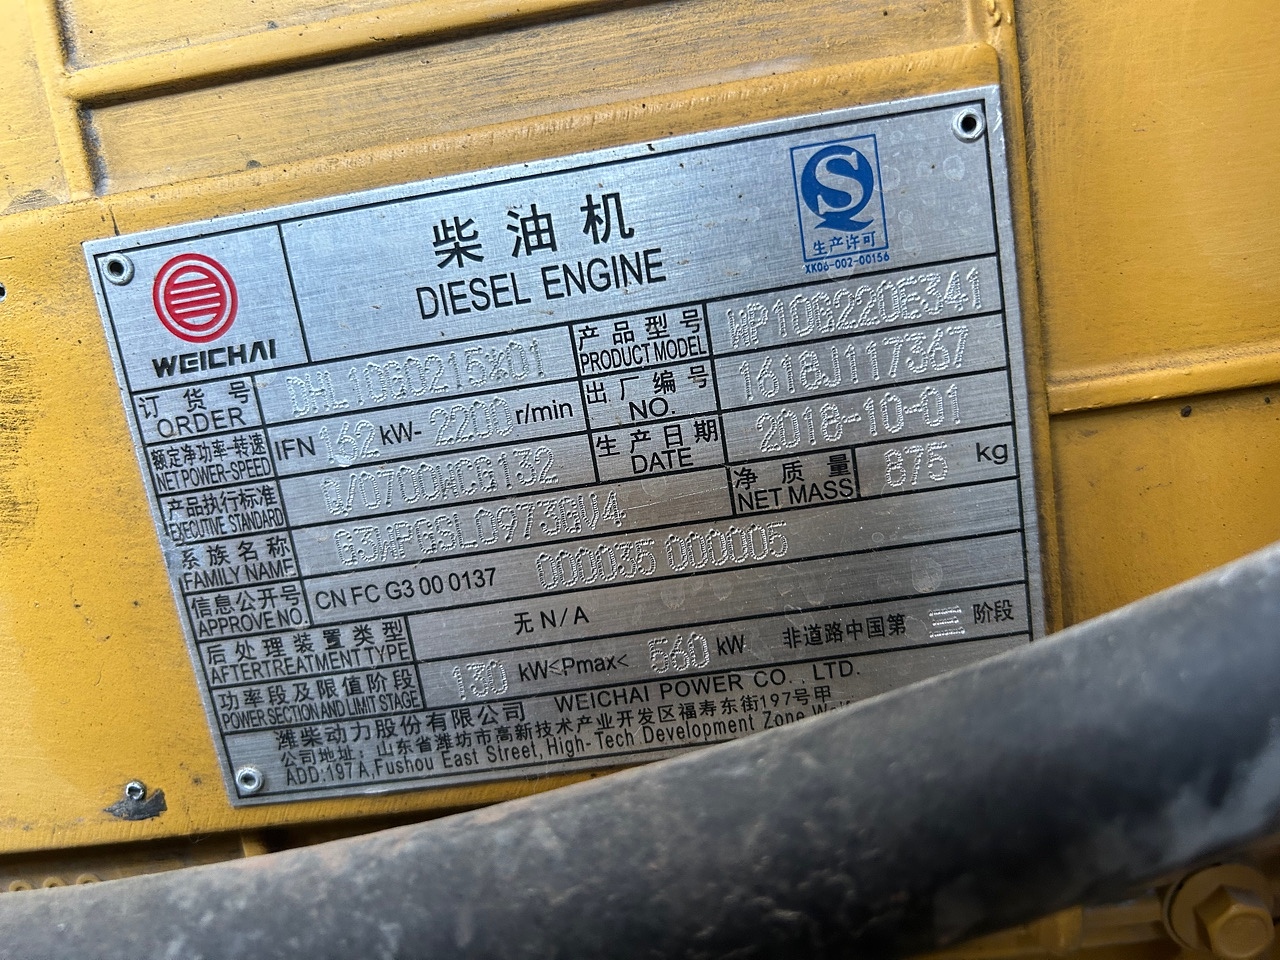 WEICHAI
柴油机
DIESEL ENGINE
S
生产许可
XK06-002-00156
订货号
ORDER
DHL10G0215X01
产品型号
PRODUCT MODEL
WP10G220E341
额定净功率-转速
NET POWER-SPEED
IFN 162 kW- 2200 r/min
出厂编号
NO.
1618J117367
产品执行标准
EXECUTIVE STANDARD
Q/0700WCG132
生产日期
DATE
2018-10-01
系族名称
FAMILY NAME
G3WPGSL0973QV4
净质量
NET MASS
875 kg
信息公开号
APPROVE NO.
CN FC G3 00 0137 000035 000005
后处理装置类型
AFTERTREATMENT TYPE
无 N/A
功率段及限值阶段
POWER SECTION AND LIMIT STAGE
130 kW<Pmax< 560 kW 非道路中国第 三 阶段
潍柴动力股份有限公司 WEICHAI POWER CO., LTD.
公司地址: 山东省潍坊市高新技术产业开发区福寿东街197号甲
ADD:197 A,Fushou East Street, High-Tech Development Zone